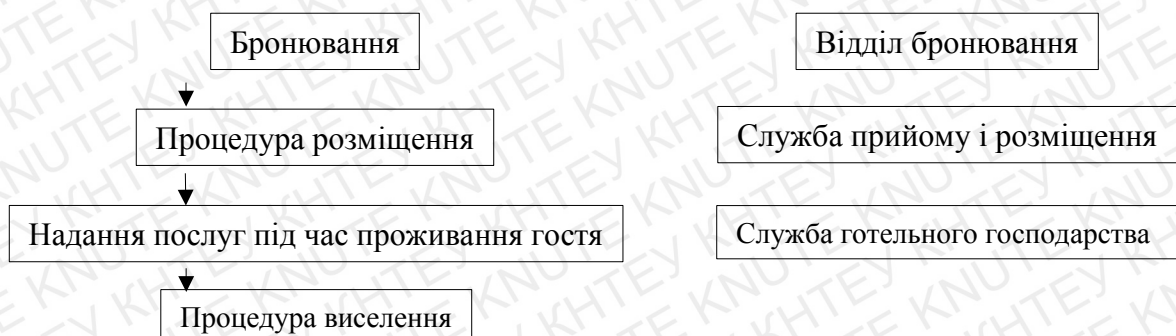 Бронювання
Відділ бронювання
Процедура розміщення
Служба прийому і розміщення
Надання послуг під час проживання гостя
Служба готельного господарства
Процедура виселення